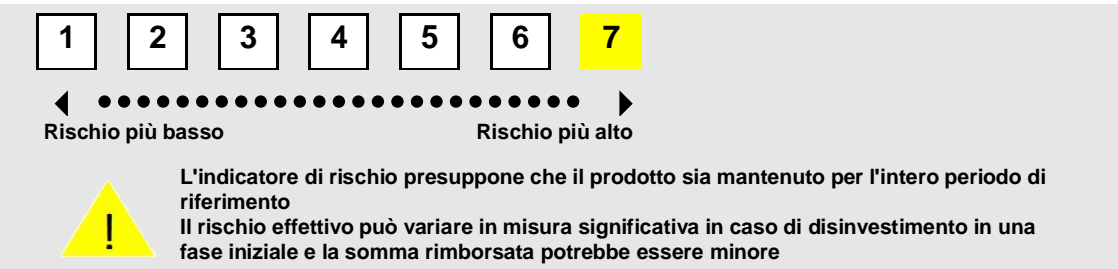 1 2 3 4 5 6 7
Rischio più basso Rischio più alto
L'indicatore di rischio presuppone che il prodotto sia mantenuto per l'intero periodo di
riferimento
Il rischio effettivo può variare in misura significativa in caso di disinvestimento in una
fase iniziale e la somma rimborsata potrebbe essere minore
!